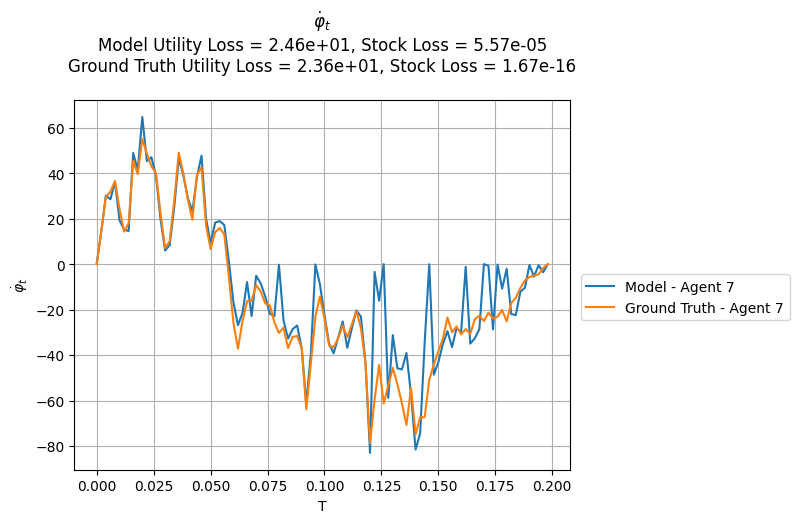 φ̇ₜ
Model Utility Loss = 2.46e+01, Stock Loss = 5.57e-05
Ground Truth Utility Loss = 2.36e+01, Stock Loss = 1.67e-16
60
40
20
0
−20
−40
−60
−80
φ̇ₜ
0.000
0.025
0.050
0.075
0.100
0.125
0.150
0.175
0.200
T
Model - Agent 7
Ground Truth - Agent 7